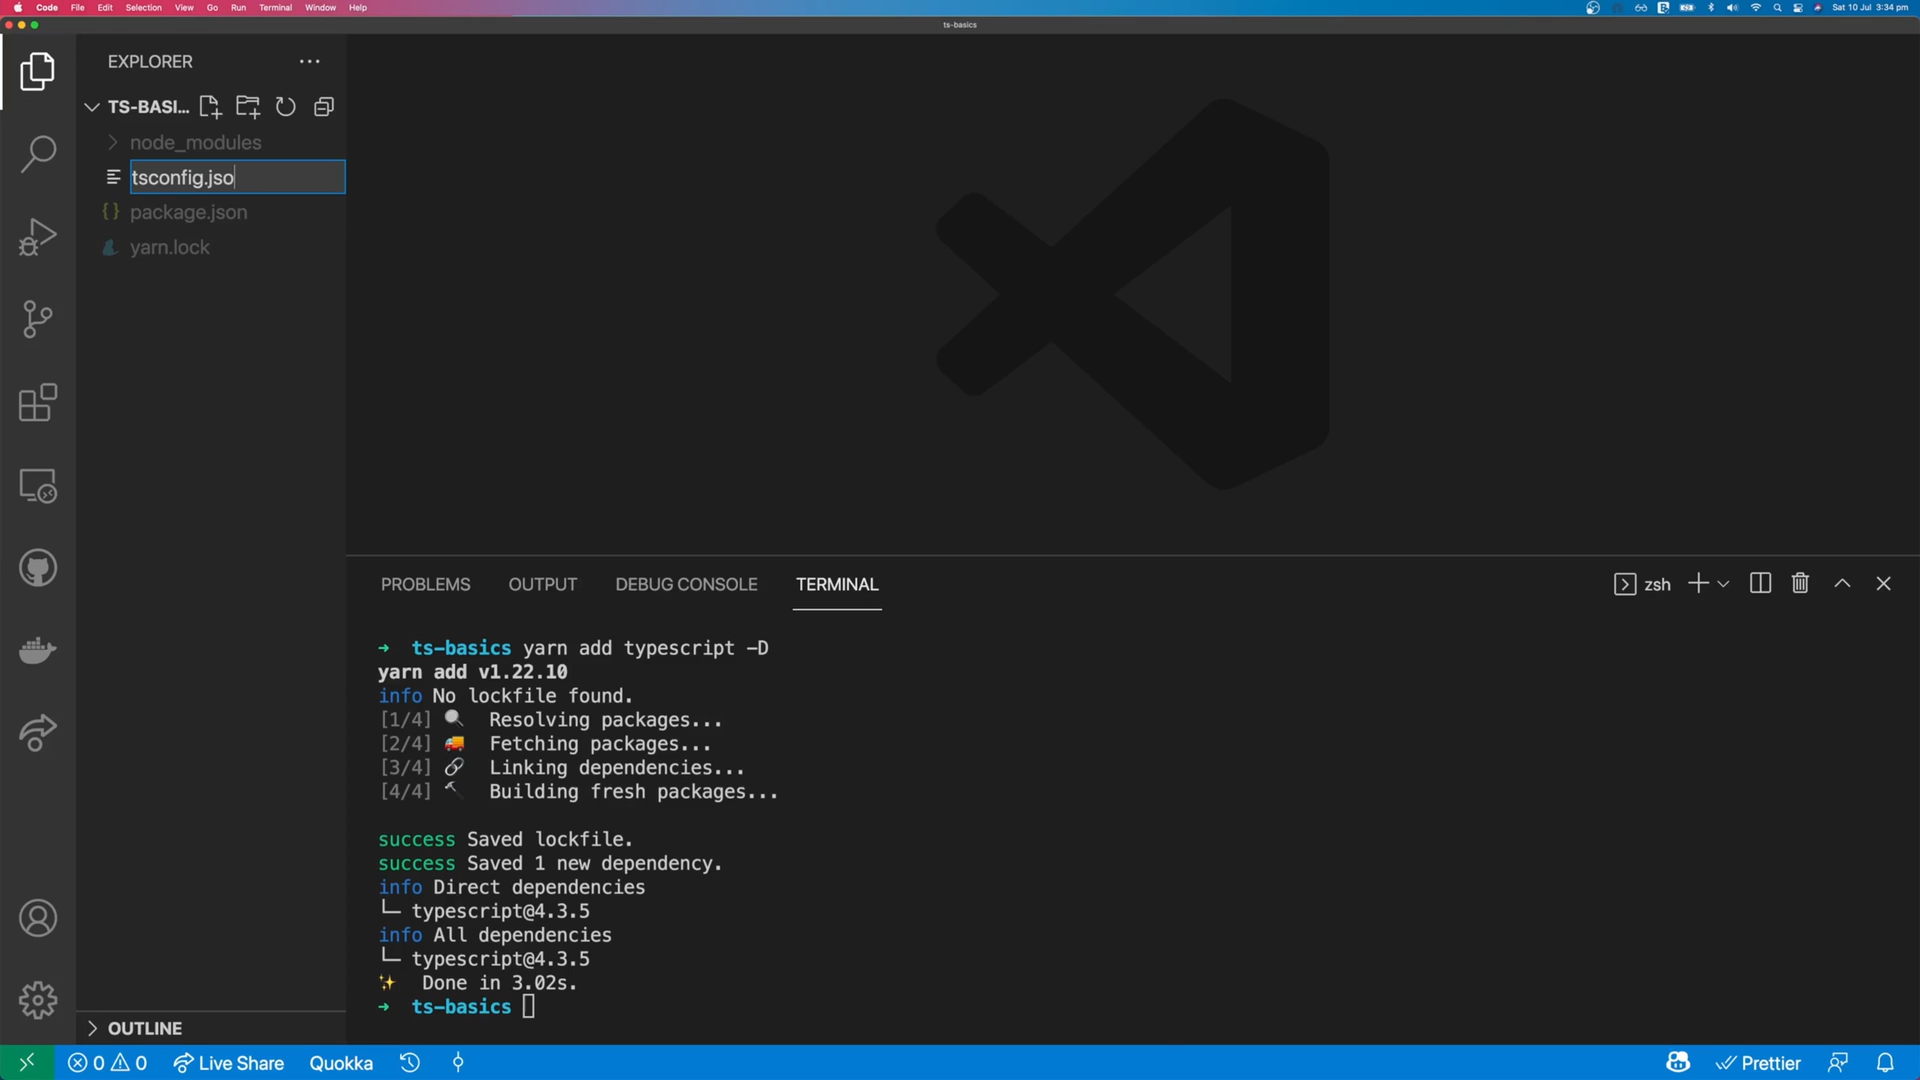 Code File Edit Selection View Go Run Terminal Window Help
Sat 10 Jul 3:34 pm
ts-basics
EXPLORER
TS-BASI...
node_modules
tsconfig.jso
package.json
yarn.lock
OUTLINE
PROBLEMS OUTPUT DEBUG CONSOLE TERMINAL
zsh
➜ ts-basics yarn add typescript -D
yarn add v1.22.10
info No lockfile found.
[1/4] 🔍 Resolving packages...
[2/4] 🚚 Fetching packages...
[3/4] 🔗 Linking dependencies...
[4/4] 🔨 Building fresh packages...
success Saved lockfile.
success Saved 1 new dependency.
info Direct dependencies
└─ typescript@4.3.5
info All dependencies
└─ typescript@4.3.5
✨ Done in 3.02s.
➜ ts-basics
0 0 Live Share Quokka
Prettier